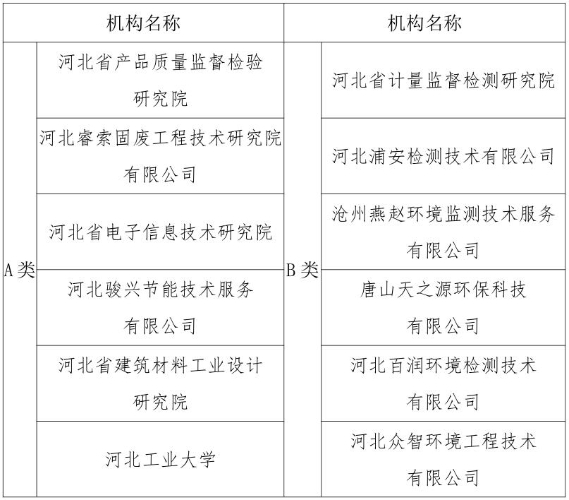 机构名称
机构名称
A类
河北省产品质量监督检验
研究院
B类
河北省计量监督检测研究院
河北睿索固废工程技术研究院
有限公司
河北浦安检测技术有限公司
河北省电子信息技术研究院
沧州燕赵环境监测技术服务
有限公司
河北骏兴节能技术服务
有限公司
唐山天之源环保科技
有限公司
河北省建筑材料工业设计
研究院
河北百润环境检测技术
有限公司
河北工业大学
河北众智环境工程技术
有限公司